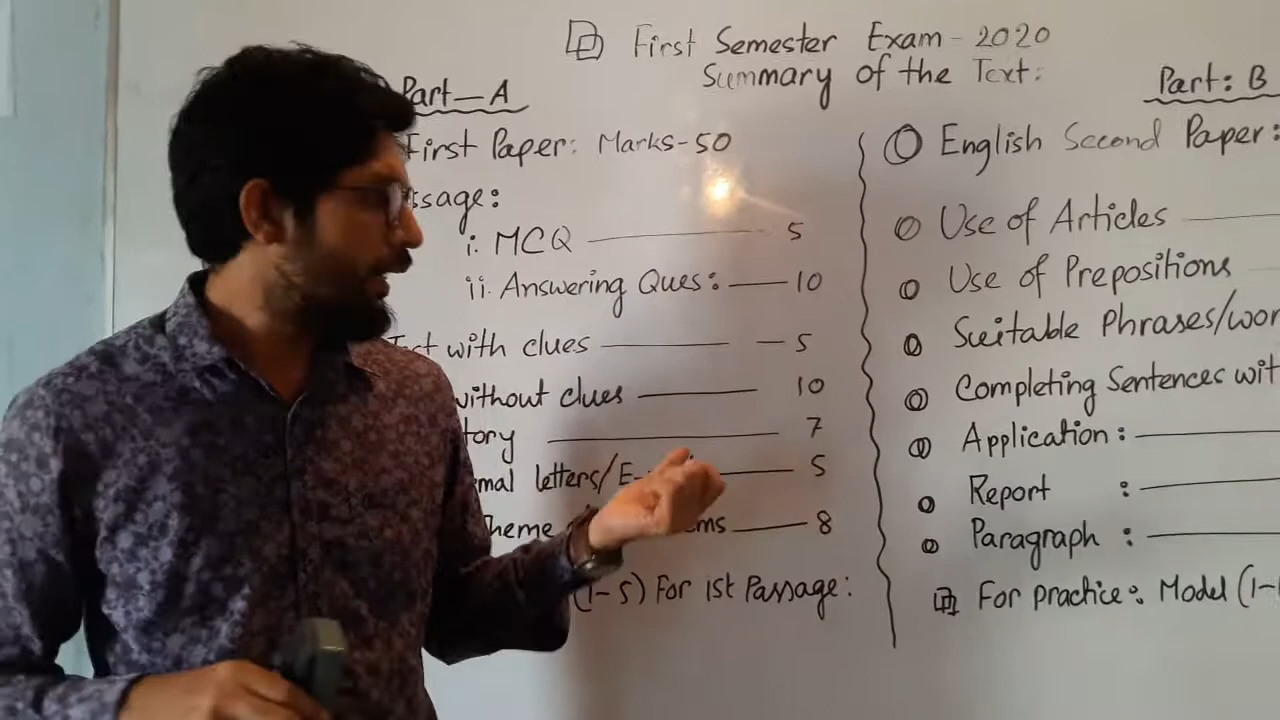 First Semester Exam - 2020
Summary of the Text:
Part — A
First Paper: Marks-50
ssage:
i. MCQ — 5
ii. Answering Ques: — 10
with clues — 5
without clues — 10
tory — 7
mal letters/E- — 5
heme ms — 8
(1-5) For 1st Passage:
Part: B
English Second Paper:
Use of Articles —
Use of Prepositions
Suitable Phrases/wor
Completing Sentences wit
Application: —
Report : —
Paragraph : —
For practice: Model (1-